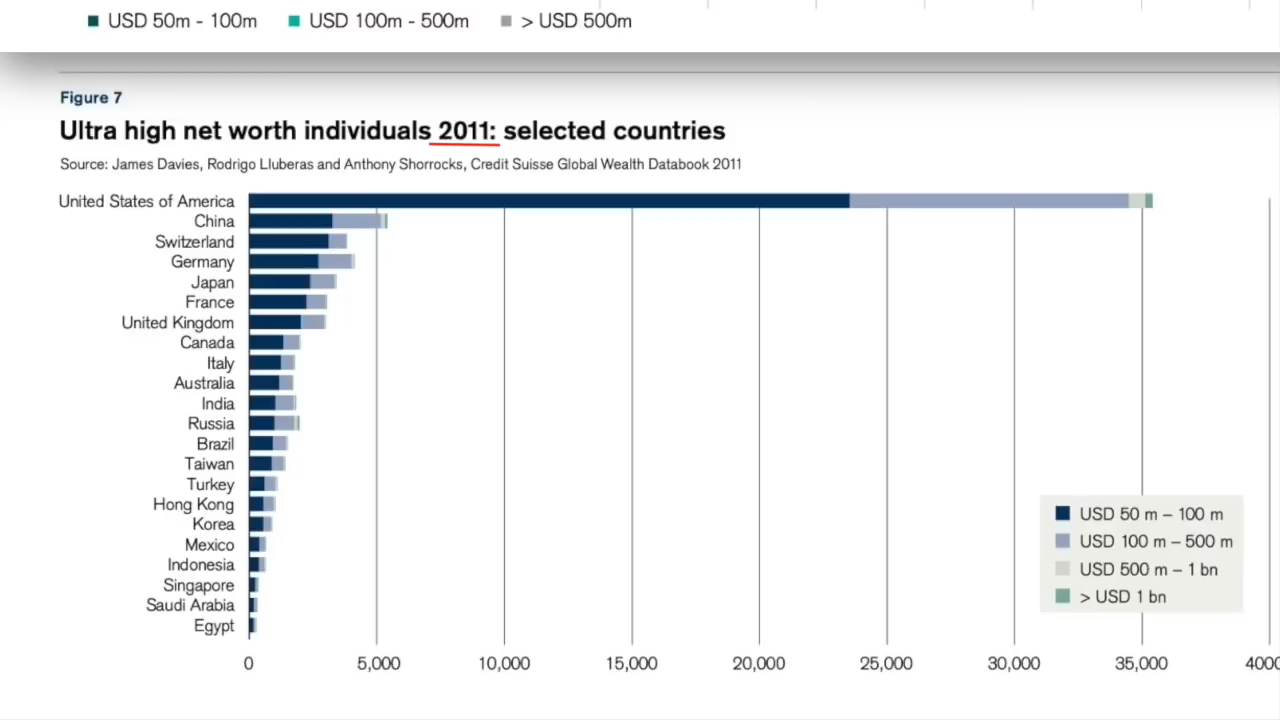 USD 50m - 100m USD 100m - 500m > USD 500m
Figure 7
Ultra high net worth individuals 2011: selected countries
Source: James Davies, Rodrigo Lluberas and Anthony Shorrocks, Credit Suisse Global Wealth Databook 2011
United States of America
China
Switzerland
Germany
Japan
France
United Kingdom
Canada
Italy
Australia
India
Russia
Brazil
Taiwan
Turkey
Hong Kong
Korea
Mexico
Indonesia
Singapore
Saudi Arabia
Egypt
USD 50 m – 100 m
USD 100 m – 500 m
USD 500 m – 1 bn
> USD 1 bn
0 5,000 10,000 15,000 20,000 25,000 30,000 35,000